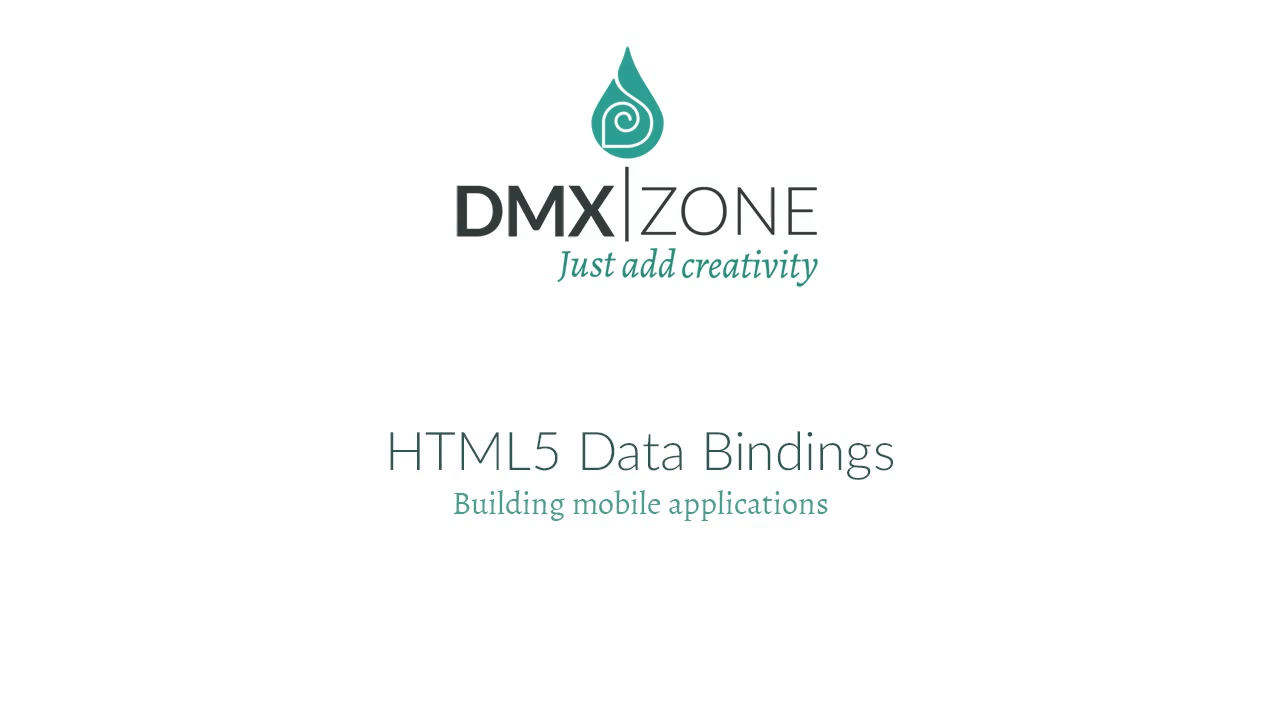 DMX|ZONE
Just add creativity
HTML5 Data Bindings
Building mobile applications